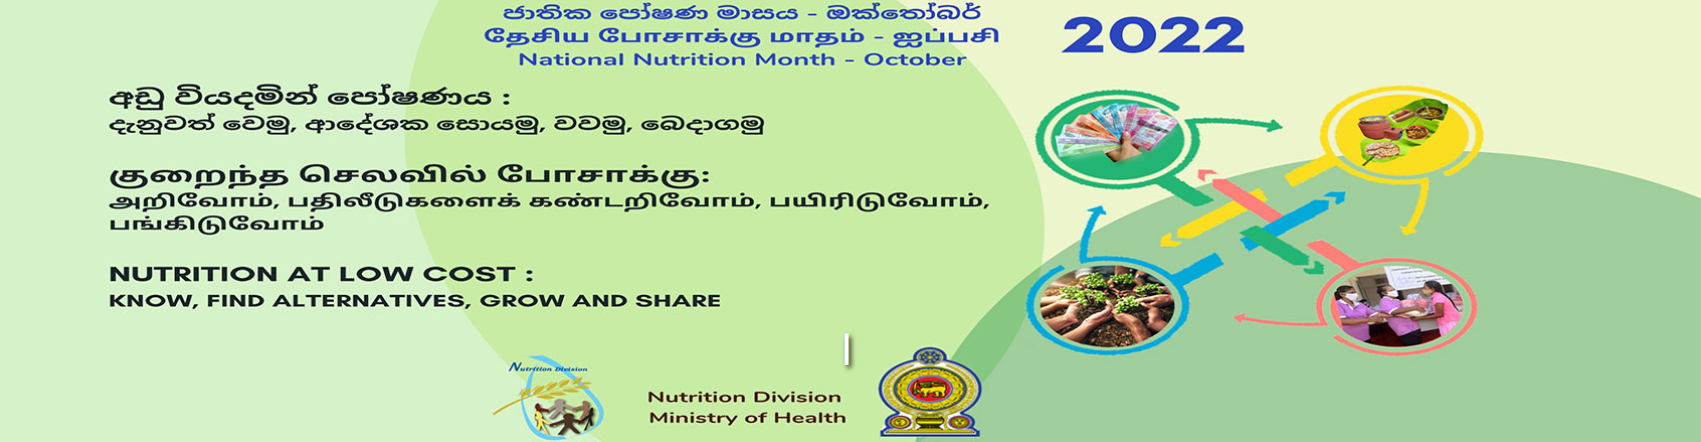 ජාතික පෝෂණ මාසය - ඔක්තෝබර්
தேசிய போசாக்கு மாதம் - ஐப்பசி
National Nutrition Month - October
2022
අඩු වියදමින් පෝෂණය :
දැනුවත් වෙමු, ආදේශක සොයමු, වවමු, බෙදාගමු
குறைந்த செலவில் போசாக்கு:
அறிவோம், பதிலீடுகளைக் கண்டறிவோம், பயிரிடுவோம்,
பங்கிடுவோம்
NUTRITION AT LOW COST :
KNOW, FIND ALTERNATIVES, GROW AND SHARE
Nutrition Division
Nutrition Division
Ministry of Health